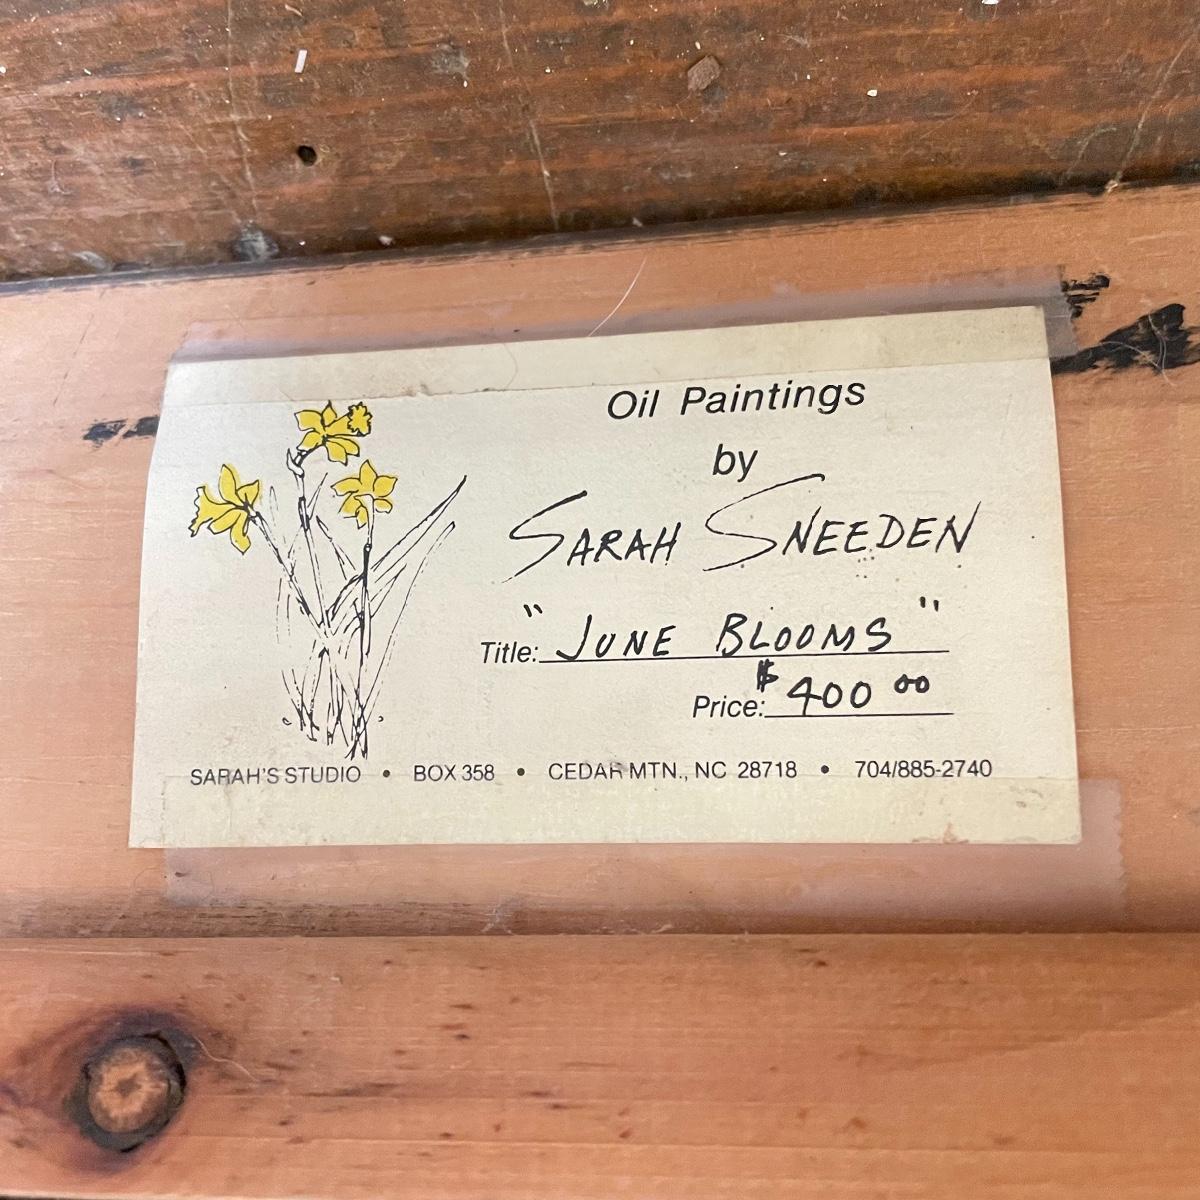 Oil Paintings
by
SARAH SNEEDEN
Title: "JUNE BLOOMS"
Price: $400 00
SARAH'S STUDIO • BOX 358 • CEDAR MTN., NC 28718 • 704/885-2740